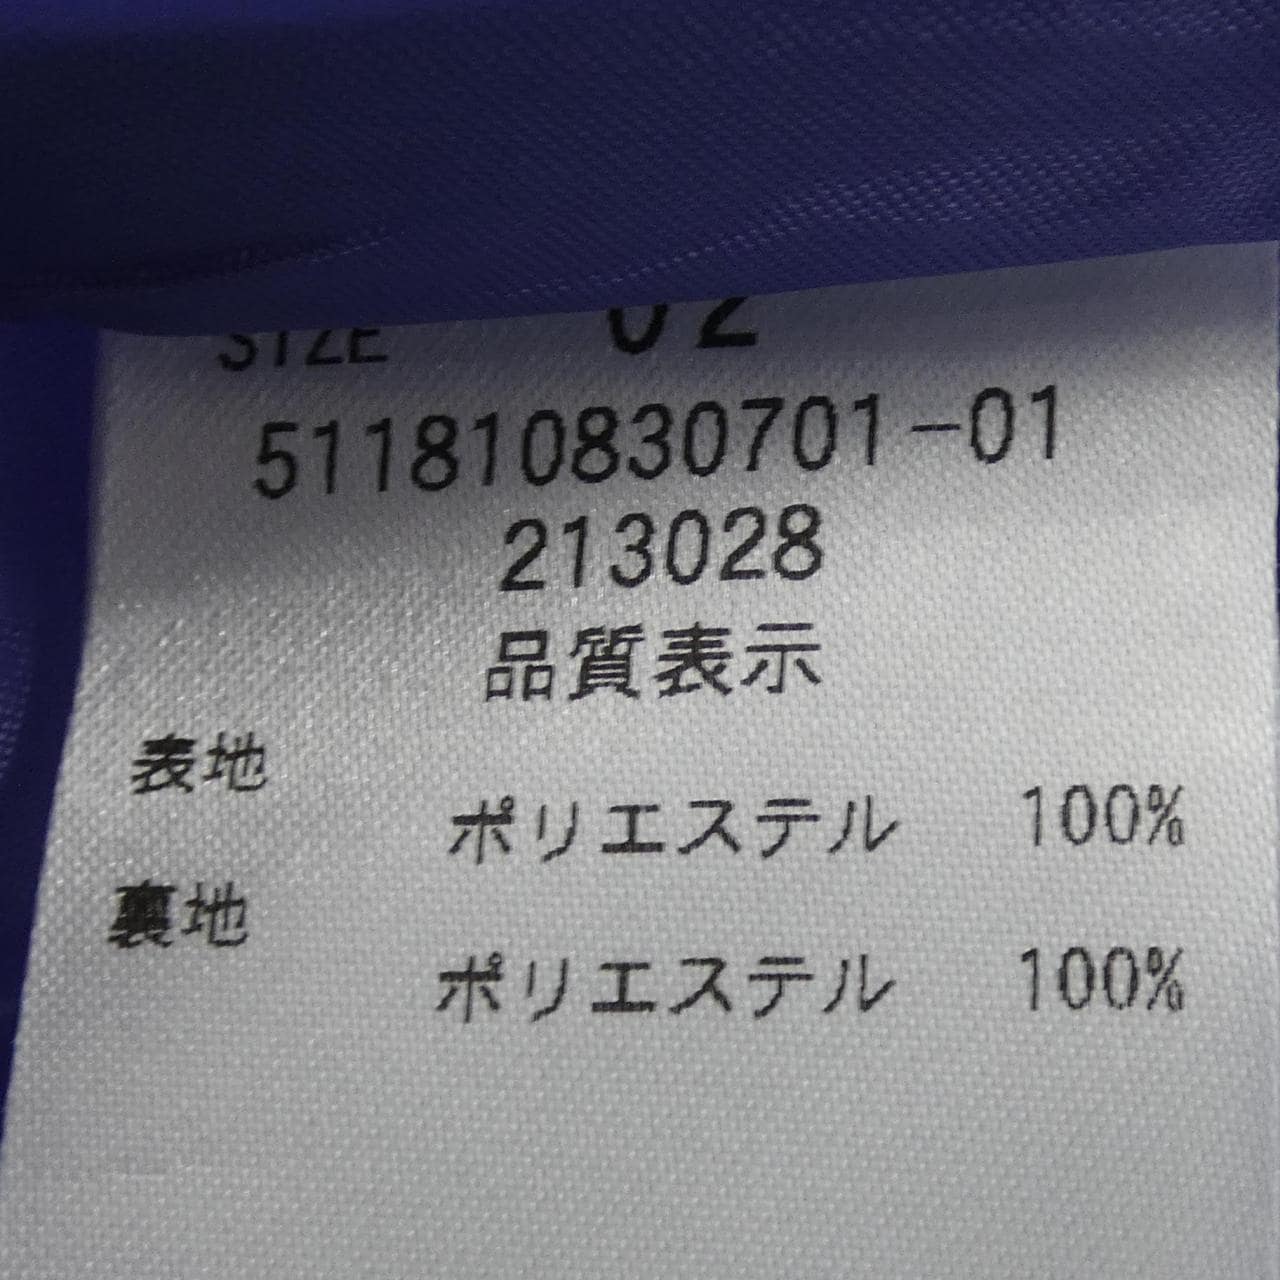 SIZE 02
511810830701-01
213028
品質表示
表地
ポリエステル 100%
裏地
ポリエステル 100%